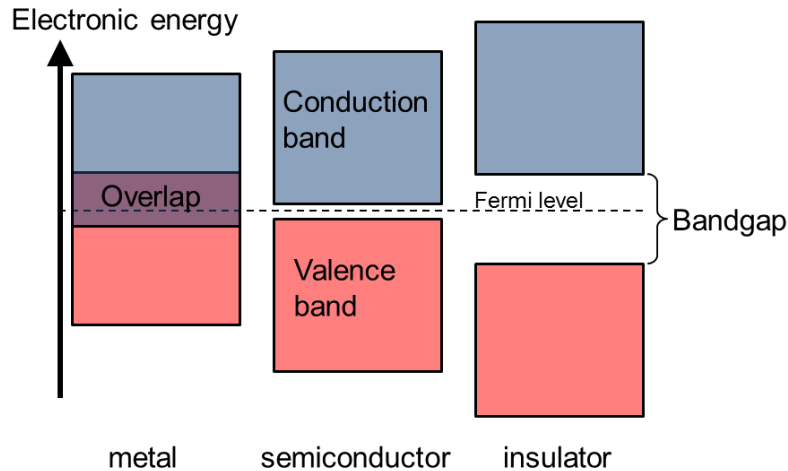 Electronic energy
Overlap
Conduction
band
Fermi level
Bandgap
Valence
band
metal
semiconductor
insulator